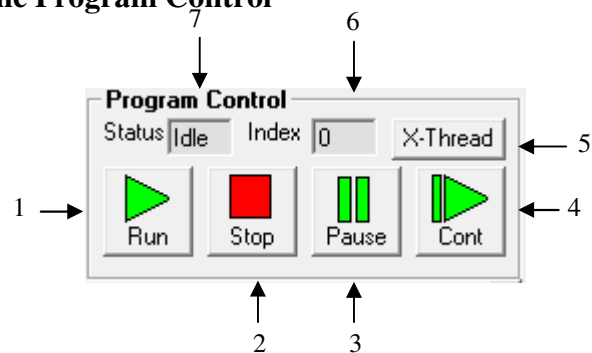 Program Control
7
6
Program Control
Status Idle Index 0 X-Thread
5
1
Run Stop Pause Cont
4
2
3